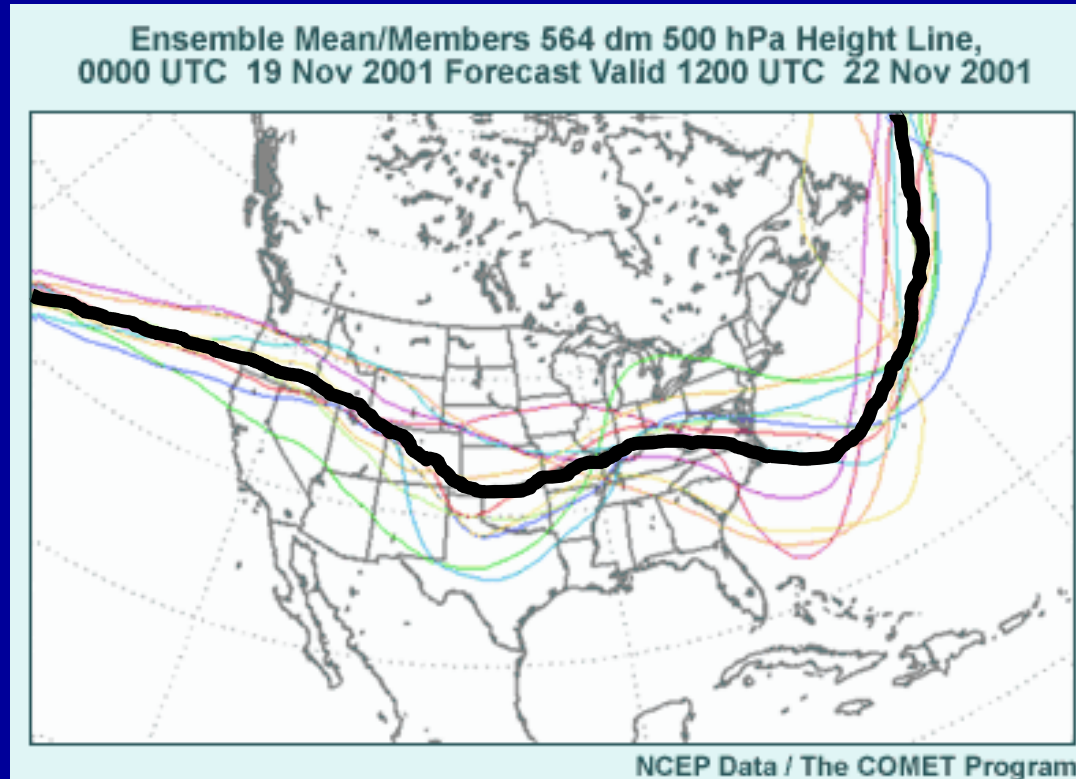 Ensemble Mean/Members 564 dm 500 hPa Height Line,
0000 UTC 19 Nov 2001 Forecast Valid 1200 UTC 22 Nov 2001
NCEP Data / The COMET Program